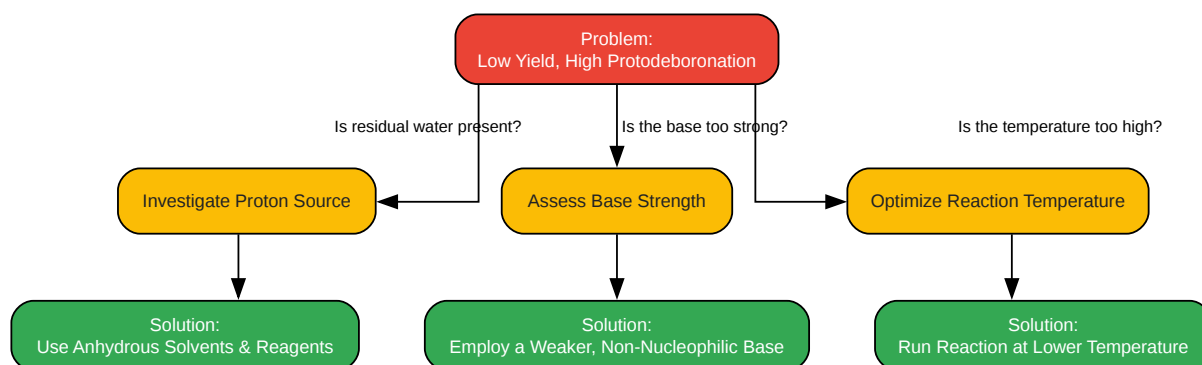 Problem:
Low Yield, High Protodeboronation
Is residual water present?
Is the base too strong?
Is the temperature too high?
Investigate Proton Source
Assess Base Strength
Optimize Reaction Temperature
Solution:
Use Anhydrous Solvents & Reagents
Solution:
Employ a Weaker, Non-Nucleophilic Base
Solution:
Run Reaction at Lower Temperature